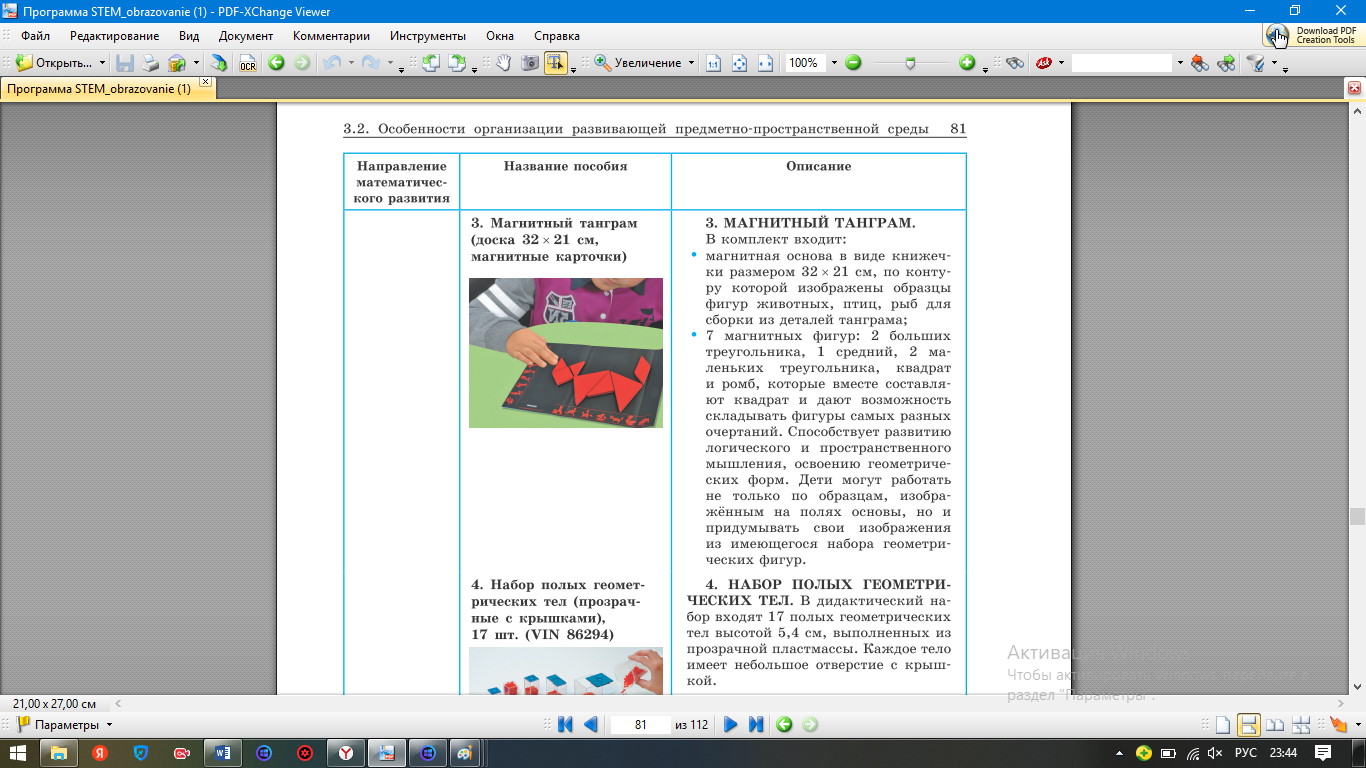 Программа STEM_obrazovanie (1) - PDF-XChange Viewer
Файл Редактирование Вид Документ Комментарии Инструменты Окна Справка
Download PDF
Creation Tools
Открыть... OCR Увеличение 100% Ask
Программа STEM_obrazovanie (1)
3.2. Особенности организации развивающей предметно-пространственной среды 81
Направление
математичес-
кого развития
Название пособия
Описание
3. Магнитный танграм
(доска 32 × 21 см,
магнитные карточки)
3. МАГНИТНЫЙ ТАНГРАМ.
В комплект входит:
• магнитная основа в виде книжеч-
ки размером 32 × 21 см, по конту-
ру которой изображены образцы
фигур животных, птиц, рыб для
сборки из деталей танграма;
• 7 магнитных фигур: 2 больших
треугольника, 1 средний, 2 ма-
леньких треугольника, квадрат
и ромб, которые вместе составля-
ют квадрат и дают возможность
складывать фигуры самых разных
очертаний. Способствует развитию
логического и пространственного
мышления, освоению геометриче-
ских форм. Дети могут работать
не только по образцам, изобра-
жённым на полях основы, но и
придумывать свои изображения
из имеющегося набора геометри-
ческих фигур.
4. Набор полых геомет-
рических тел (прозрач-
ные с крышками),
17 шт. (VIN 86294)
4. НАБОР ПОЛЫХ ГЕОМЕТРИ-
ЧЕСКИХ ТЕЛ. В дидактический на-
бор входят 17 полых геометрических
тел высотой 5,4 см, выполненных из
прозрачной пластмассы. Каждое тело
имеет небольшое отверстие с крыш-
кой.
Активация Windows
Чтобы активировать Windows
раздел "Параметры".
21,00 x 27,00 см
Параметры 81 из 112
РУС 23:44